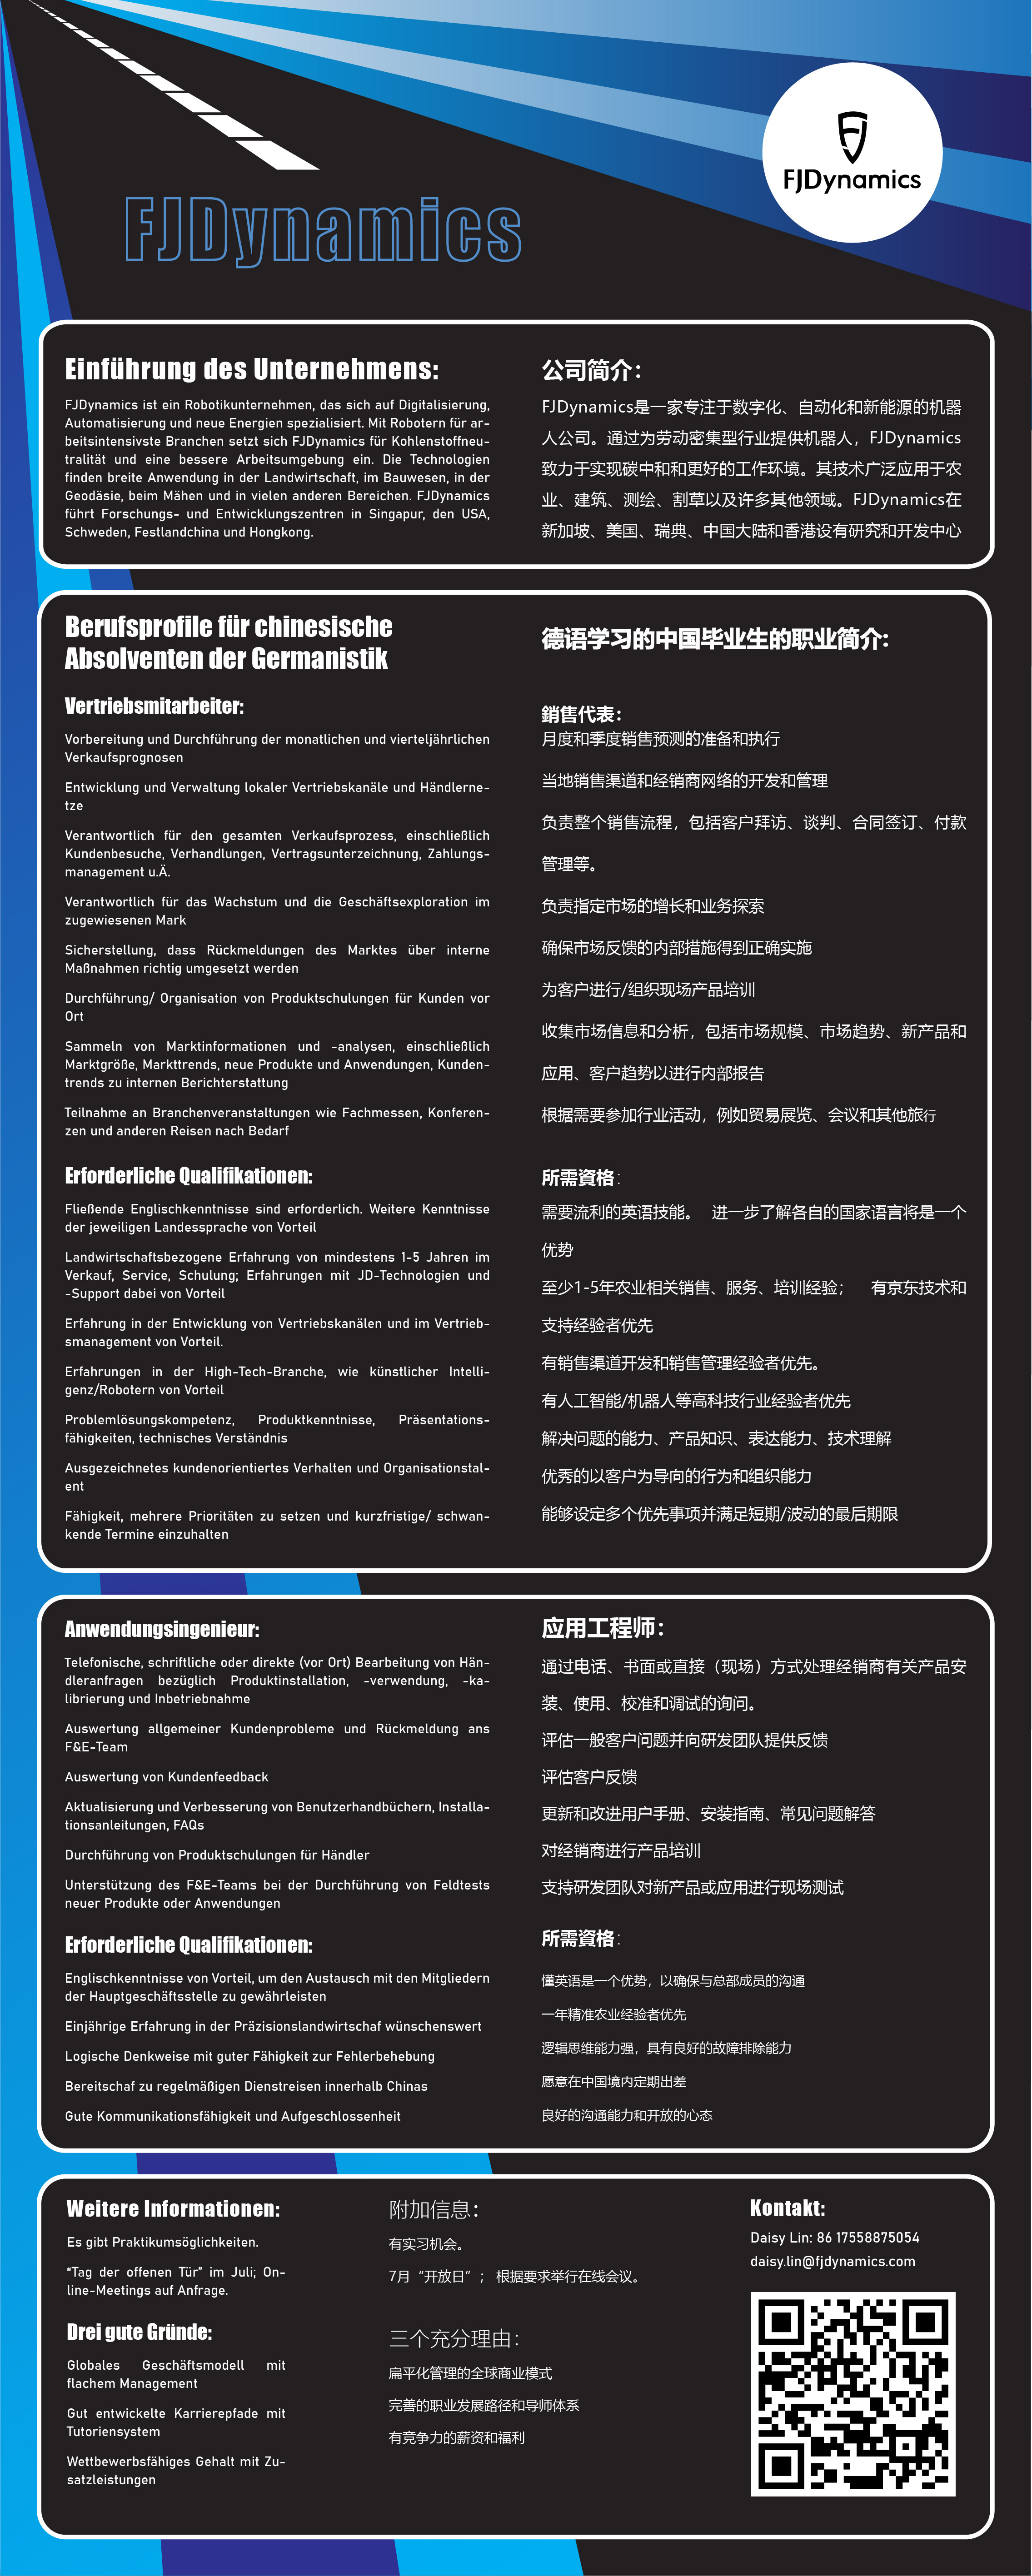 FJDynamics
FJDynamics
Einführung des Unternehmens:
FJDynamics ist ein Robotikunternehmen, das sich auf Digitalisierung,
Automatisierung und neue Energien spezialisiert. Mit Robotern für ar-
beitsintensivste Branchen setzt sich FJDynamics für Kohlenstoffneu-
tralität und eine bessere Arbeitsumgebung ein. Die Technologien
finden breite Anwendung in der Landwirtschaft, im Bauwesen, in der
Geodäsie, beim Mähen und in vielen anderen Bereichen. FJDynamics
führt Forschungs- und Entwicklungszentren in Singapur, den USA,
Schweden, Festlandchina und Hongkong.
公司简介：
FJDynamics是一家专注于数字化、自动化和新能源的机器
人公司。通过为劳动密集型行业提供机器人，FJDynamics
致力于实现碳中和和更好的工作环境。其技术广泛应用于农
业、建筑、测绘、割草以及许多其他领域。FJDynamics在
新加坡、美国、瑞典、中国大陆和香港设有研究和开发中心
Berufsprofile für chinesische
Absolventen der Germanistik
Vertriebsmitarbeiter:
Vorbereitung und Durchführung der monatlichen und vierteljährlichen
Verkaufsprognosen
Entwicklung und Verwaltung lokaler Vertriebskanäle und Händlerne-
tze
Verantwortlich für den gesamten Verkaufsprozess, einschließlich
Kundenbesuche, Verhandlungen, Vertragsunterzeichnung, Zahlungs-
management u.Ä.
Verantwortlich für das Wachstum und die Geschäftsexploration im
zugewiesenen Mark
Sicherstellung, dass Rückmeldungen des Marktes über interne
Maßnahmen richtig umgesetzt werden
Durchführung/ Organisation von Produktschulungen für Kunden vor
Ort
Sammeln von Marktinformationen und -analysen, einschließlich
Marktgröße, Markttrends, neue Produkte und Anwendungen, Kunden-
trends zu internen Berichterstattung
Teilnahme an Branchenveranstaltungen wie Fachmessen, Konferen-
zen und anderen Reisen nach Bedarf
Erforderliche Qualifikationen:
Fließende Englischkenntnisse sind erforderlich. Weitere Kenntnisse
der jeweiligen Landessprache von Vorteil
Landwirtschaftsbezogene Erfahrung von mindestens 1-5 Jahren im
Verkauf, Service, Schulung; Erfahrungen mit JD-Technologien und
-Support dabei von Vorteil
Erfahrung in der Entwicklung von Vertriebskanälen und im Vertrieb-
smanagement von Vorteil.
Erfahrungen in der High-Tech-Branche, wie künstlicher Intelli-
genz/Robotern von Vorteil
Problemlösungskompetenz, Produktkenntnisse, Präsentations-
fähigkeiten, technisches Verständnis
Ausgezeichnetes kundenorientiertes Verhalten und Organisationstal-
ent
Fähigkeit, mehrere Prioritäten zu setzen und kurzfristige/ schwan-
kende Termine einzuhalten
德语学习的中国毕业生的职业简介:
銷售代表：
月度和季度销售预测的准备和执行
当地销售渠道和经销商网络的开发和管理
负责整个销售流程，包括客户拜访、谈判、合同签订、付款
管理等。
负责指定市场的增长和业务探索
确保市场反馈的内部措施得到正确实施
为客户进行/组织现场产品培训
收集市场信息和分析，包括市场规模、市场趋势、新产品和
应用、客户趋势以进行内部报告
根据需要参加行业活动，例如贸易展览、会议和其他旅行
所需資格：
需要流利的英语技能。 进一步了解各自的国家语言将是一个
优势
至少1-5年农业相关销售、服务、培训经验； 有京东技术和
支持经验者优先
有销售渠道开发和销售管理经验者优先。
有人工智能/机器人等高科技行业经验者优先
解决问题的能力、产品知识、表达能力、技术理解
优秀的以客户为导向的行为和组织能力
能够设定多个优先事项并满足短期/波动的最后期限
Anwendungsingenieur:
Telefonische, schriftliche oder direkte (vor Ort) Bearbeitung von Hän-
dleranfragen bezüglich Produktinstallation, -verwendung, -ka-
librierung und Inbetriebnahme
Auswertung allgemeiner Kundenprobleme und Rückmeldung ans
F&E-Team
Auswertung von Kundenfeedback
Aktualisierung und Verbesserung von Benutzerhandbüchern, Installa-
tionsanleitungen, FAQs
Durchführung von Produktschulungen für Händler
Unterstützung des F&E-Teams bei der Durchführung von Feldtests
neuer Produkte oder Anwendungen
Erforderliche Qualifikationen:
Englischkenntnisse von Vorteil, um den Austausch mit den Mitgliedern
der Hauptgeschäftsstelle zu gewährleisten
Einjährige Erfahrung in der Präzisionslandwirtschaf wünschenswert
Logische Denkweise mit guter Fähigkeit zur Fehlerbehebung
Bereitschaf zu regelmäßigen Dienstreisen innerhalb Chinas
Gute Kommunikationsfähigkeit und Aufgeschlossenheit
应用工程师：
通过电话、书面或直接（现场）方式处理经销商有关产品安
装、使用、校准和调试的询问。
评估一般客户问题并向研发团队提供反馈
评估客户反馈
更新和改进用户手册、安装指南、常见问题解答
对经销商进行产品培训
支持研发团队对新产品或应用进行现场测试
所需資格：
懂英语是一个优势，以确保与总部成员的沟通
一年精准农业经验者优先
逻辑思维能力强，具有良好的故障排除能力
愿意在中国境内定期出差
良好的沟通能力和开放的心态
Weitere Informationen:
Es gibt Praktikumsöglichkeiten.
“Tag der offenen Tür” im Juli; On-
line-Meetings auf Anfrage.
Drei gute Gründe:
Globales Geschäftsmodell mit
flachem Management
Gut entwickelte Karrierepfade mit
Tutoriensystem
Wettbewerbsfähiges Gehalt mit Zu-
satzleistungen
附加信息：
有实习机会。
7月“开放日”； 根据要求举行在线会议。
三个充分理由：
扁平化管理的全球商业模式
完善的职业发展路径和导师体系
有竞争力的薪资和福利
Kontakt:
Daisy Lin: 86 17558875054
daisy.lin@fjdynamics.com